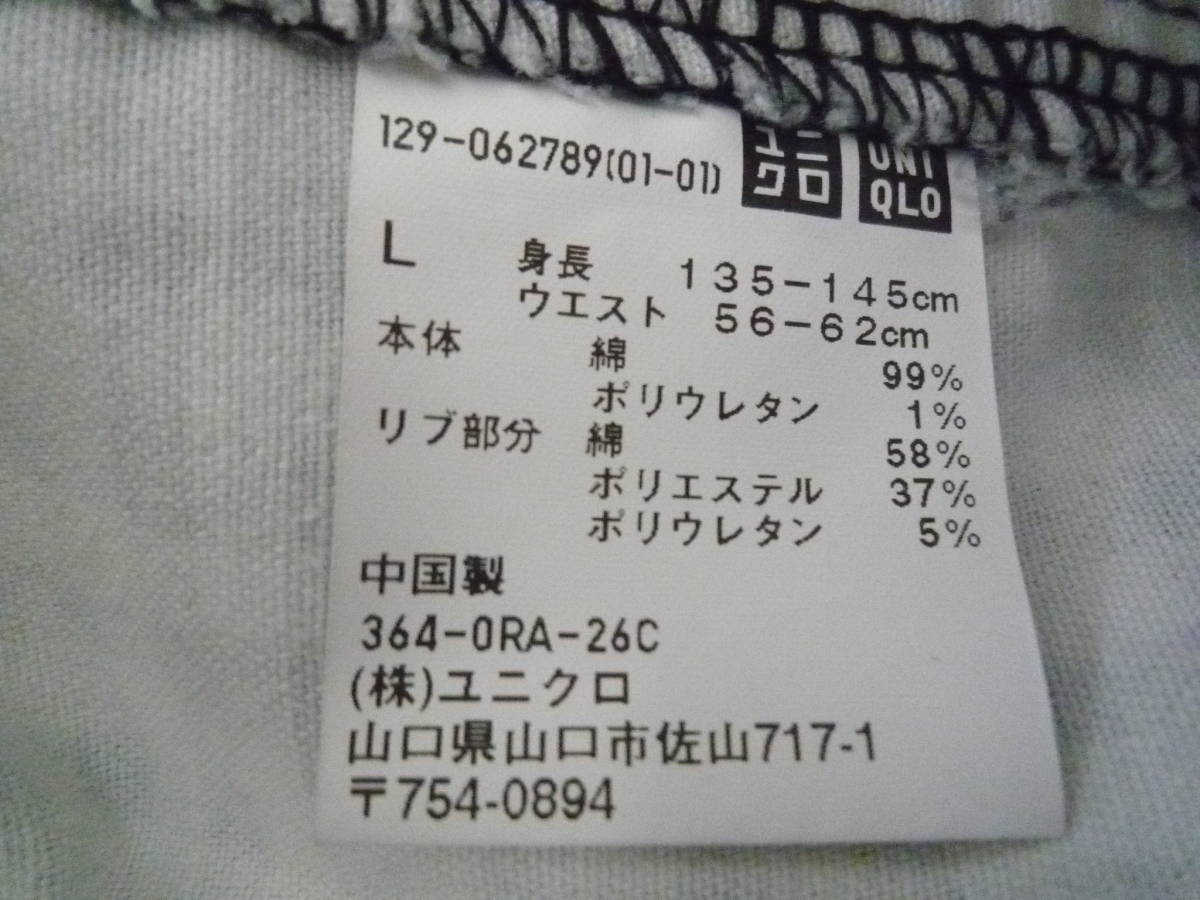 129-062789(01-01) ユニクロ UNIQLO
L 身長 135-145cm
ウエスト 56-62cm
本体 綿 99%
ポリウレタン 1%
リブ部分 綿 58%
ポリエステル 37%
ポリウレタン 5%
中国製
364-0RA-26C
(株)ユニクロ
山口県山口市佐山717-1
〒754-0894